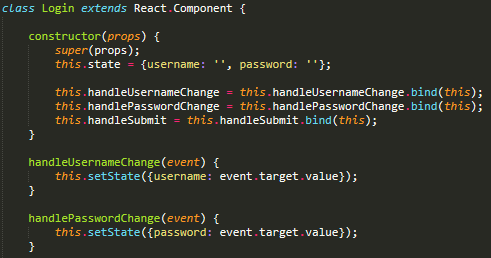 class Login extends React.Component {
constructor(props) {
super(props);
this.state = {username: '', password: ''};
this.handleUsernameChange = this.handleUsernameChange.bind(this);
this.handlePasswordChange = this.handlePasswordChange.bind(this);
this.handleSubmit = this.handleSubmit.bind(this);
}
handleUsernameChange(event) {
this.setState({username: event.target.value});
}
handlePasswordChange(event) {
this.setState({password: event.target.value});
}